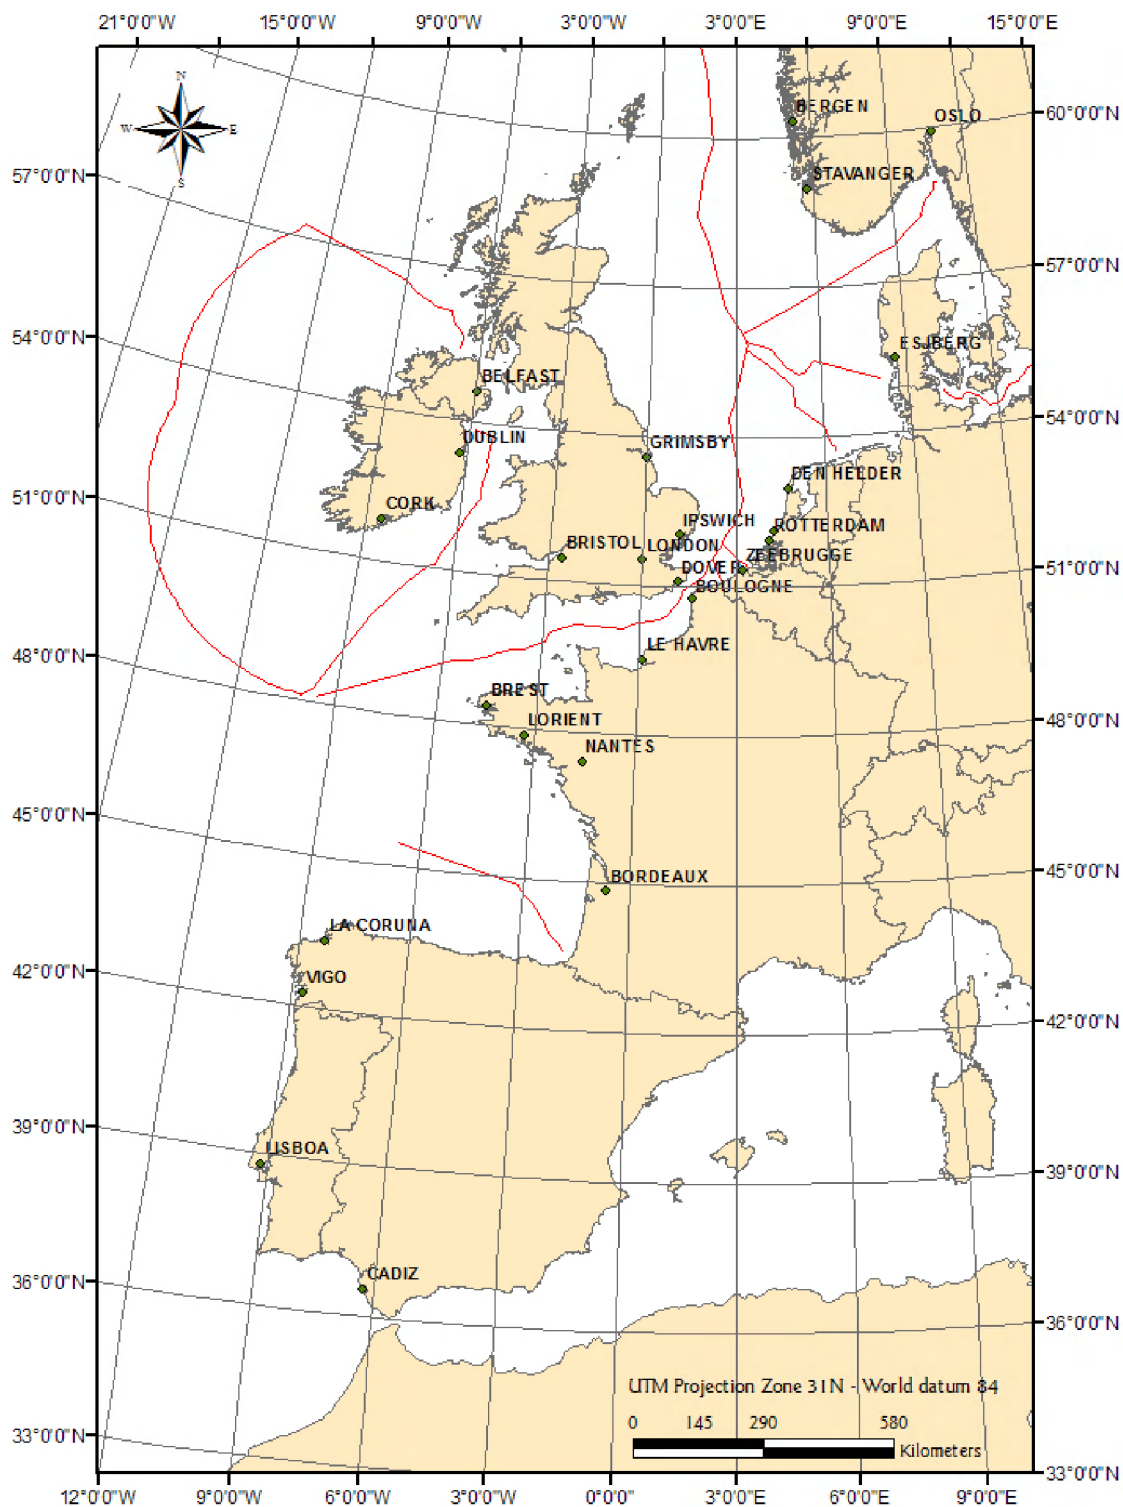 21°0'0"W 15°0'0"W 9°0'0"W 3°0'0"W 3°0'0"E 9°0'0"E 15°0'0"E
N
W E
S
BERGEN
OSLO
60°0'0"N
57°0'0"N
STAVANGER
57°0'0"N
54°0'0"N
ESJBERG
BELFAST
54°0'0"N
DUBLIN
GRIMSBY
DEN HELDER
51°0'0"N
CORK
IPSWICH
ROTTERDAM
BRISTOL
LONDON
ZEEBRUGGE
DOVER
51°0'0"N
BOULOGNE
LE HAVRE
48°0'0"N
BREST
LORIENT
48°0'0"N
NANTES
45°0'0"N
45°0'0"N
BORDEAUX
LA CORUNA
42°0'0"N
VIGO
42°0'0"N
39°0'0"N
LISBOA
39°0'0"N
CADIZ
36°0'0"N
36°0'0"N
UTM Projection Zone 31N - World datum 84
0 145 290 580
Kilometers
33°0'0"N
33°0'0"N
12°0'0"W 9°0'0"W 6°0'0"W 3°0'0"W 0°0'0" 3°0'0"E 6°0'0"E 9°0'0"E